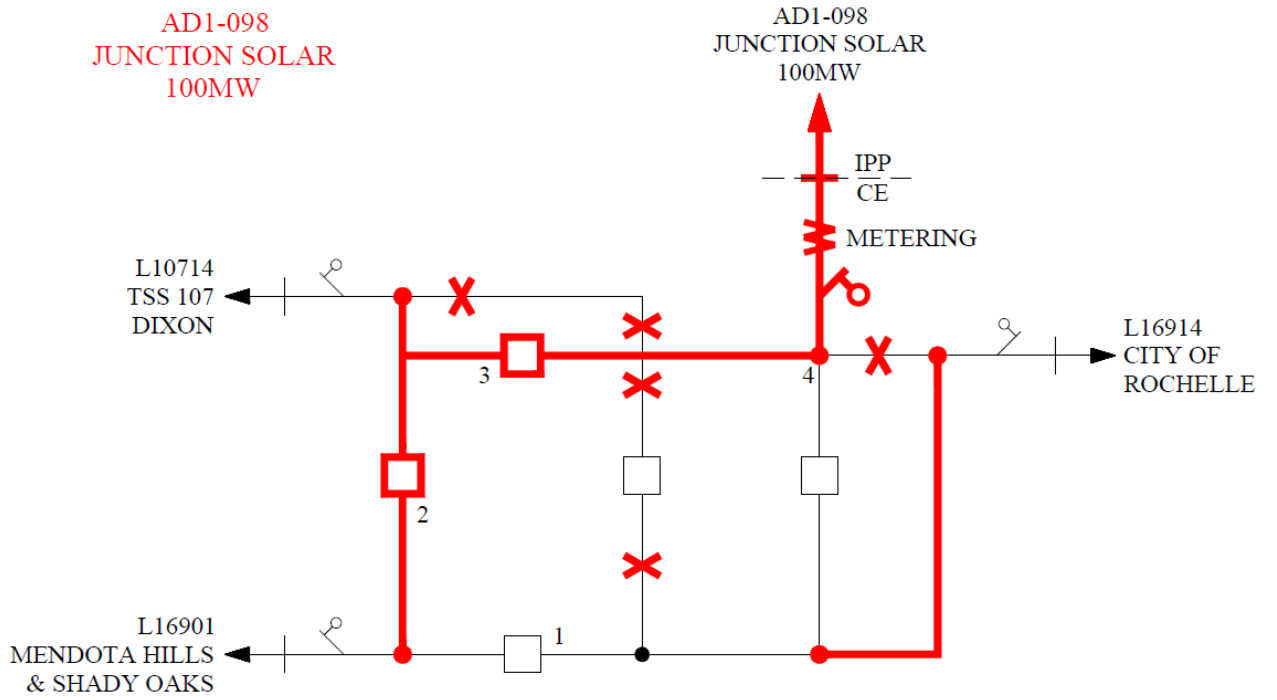 AD1-098
JUNCTION SOLAR
100MW
AD1-098
JUNCTION SOLAR
100MW
IPP
CE
METERING
L10714
TSS 107
DIXON
L16914
CITY OF
ROCHELLE
3
4
2
1
L16901
MENDOTA HILLS
& SHADY OAKS